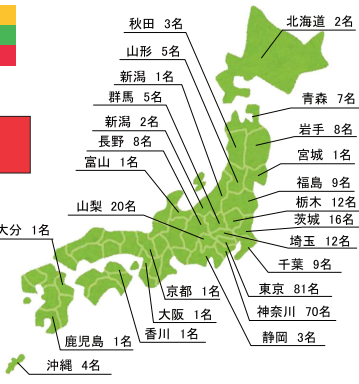 秋田 3名
山形 5名
新潟 1名
群馬 5名
新潟 2名
長野 8名
富山 1名
山梨 20名
大分 1名
鹿児島 1名
沖縄 4名
京都 1名
大阪 1名
香川 1名
北海道 2名
青森 7名
岩手 8名
宮城 1名
福島 9名
栃木 12名
茨城 16名
埼玉 12名
千葉 9名
東京 81名
神奈川 70名
静岡 3名